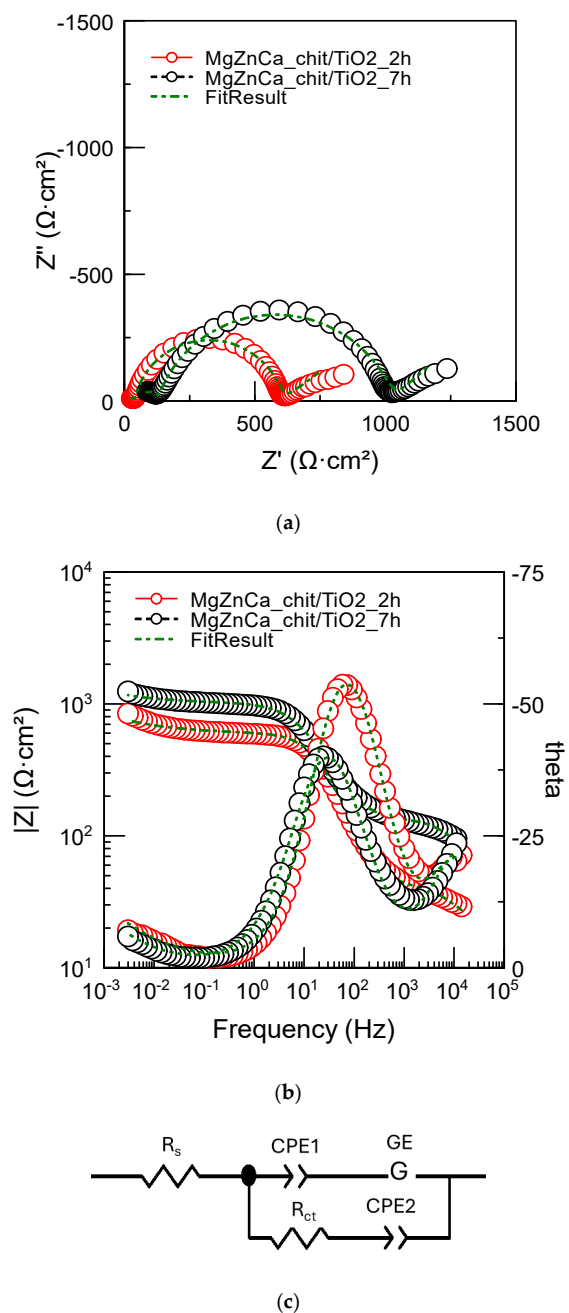 -1500
MgZnCa_chit/TiO2_2h
MgZnCa_chit/TiO2_7h
FitResult
-1000
Z'' (Ω·cm²)
-500
0
0 500 1000 1500
Z' (Ω·cm²)
(a)
10⁴ -75
MgZnCa_chit/TiO2_2h
MgZnCa_chit/TiO2_7h
FitResult
10³ -50
|Z| (Ω·cm²) theta
10² -25
10¹ 0
10⁻³ 10⁻² 10⁻¹ 10⁰ 10¹ 10² 10³ 10⁴ 10⁵
Frequency (Hz)
(b)
Rₛ CPE1 GE
G
R_ct CPE2
(c)